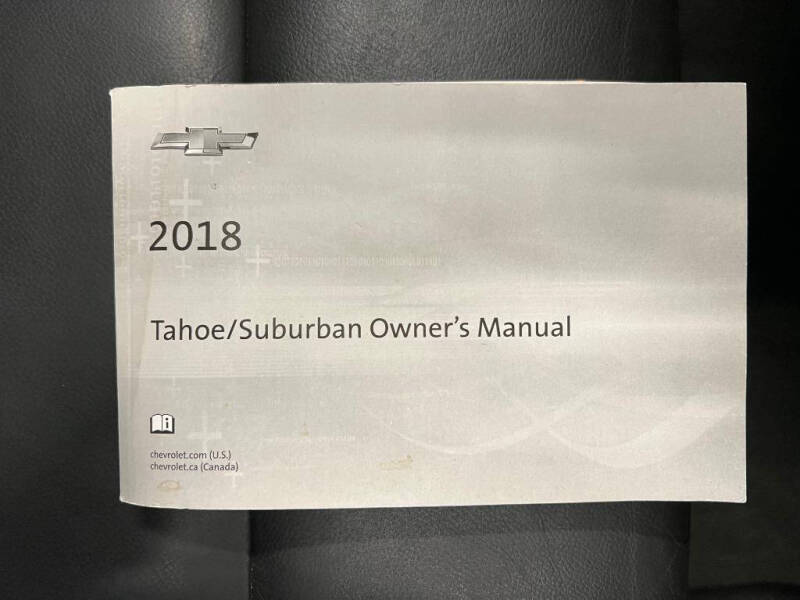 2018
Tahoe/Suburban Owner's Manual
i
chevrolet.com (U.S.)
chevrolet.ca (Canada)